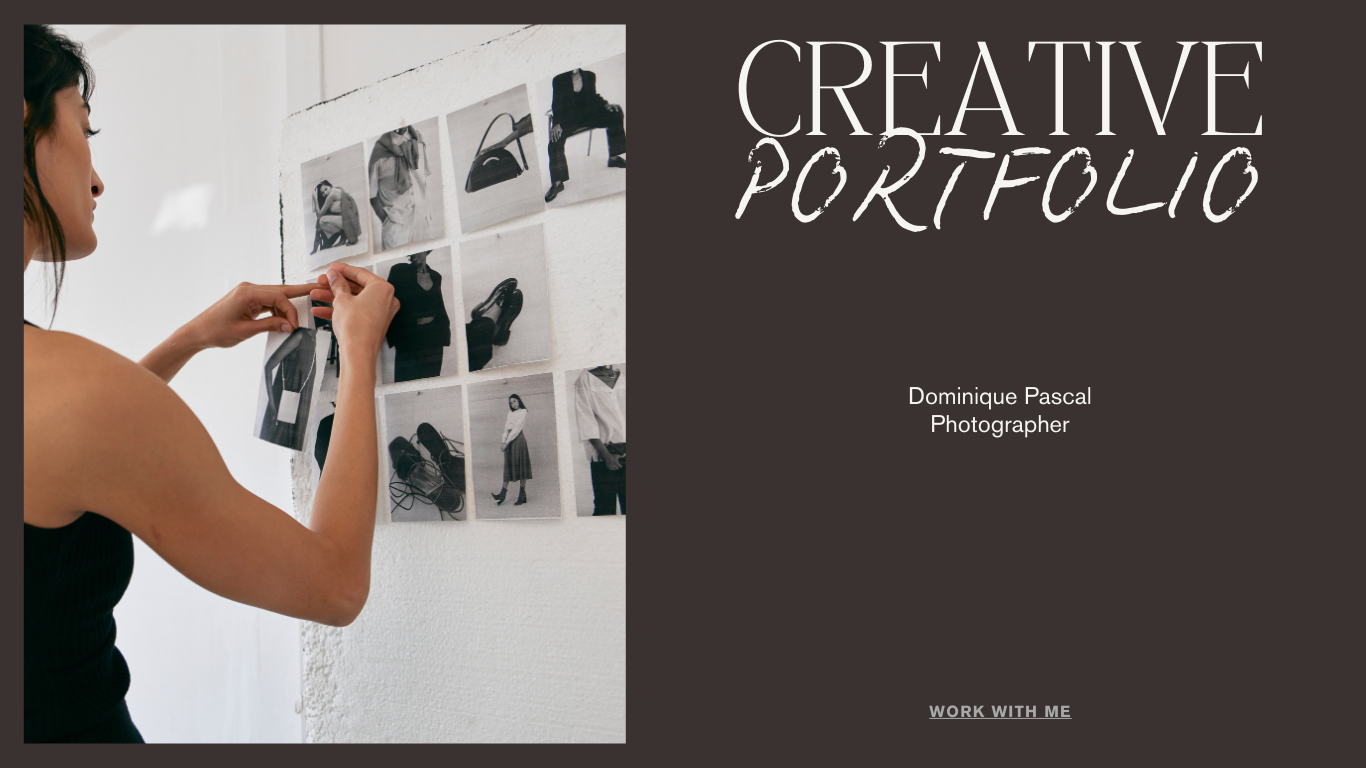 CREATIVE
PORTFOLIO
Dominique Pascal
Photographer
WORK WITH ME